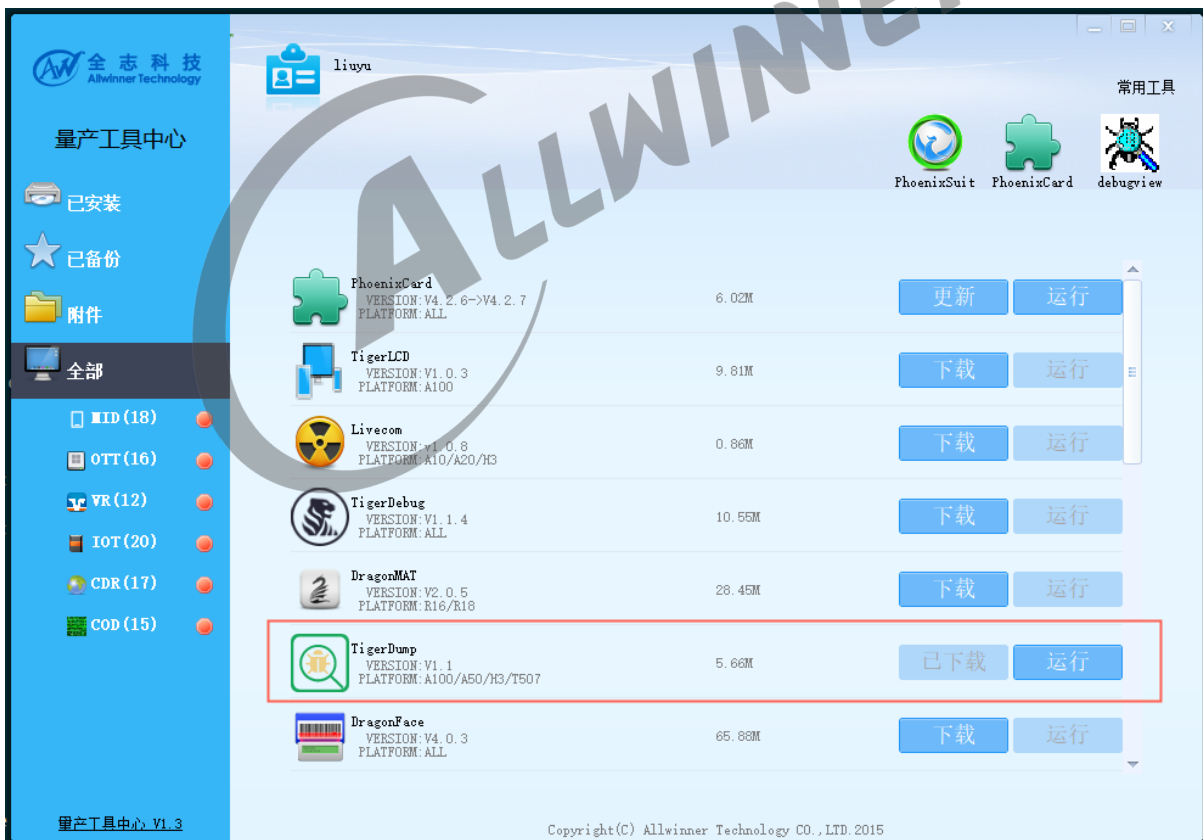 全志科技
Allwinner Technology
量产工具中心
已安装
已备份
附件
全部
MID(18)
OTT(16)
VR(12)
IOT(20)
CDR(17)
COD(15)
量产工具中心 V1.3
liuyu
常用工具
PhoenixSuit PhoenixCard debugview
PhoenixCard
VERSION:V4.2.6->V4.2.7
PLATFORM:ALL
6.02M
更新 运行
TigerLCD
VERSION:V1.0.3
PLATFORM:A100
9.81M
下载 运行
Livecom
VERSION:v1.0.8
PLATFORM:A10/A20/H3
0.86M
下载 运行
TigerDebug
VERSION:V1.1.4
PLATFORM:ALL
10.55M
下载 运行
DragonMAT
VERSION:V2.0.5
PLATFORM:R16/R18
28.45M
下载 运行
TigerDump
VERSION:V1.1
PLATFORM:A100/A50/H3/T507
5.66M
已下载 运行
DragonFace
VERSION:V4.0.3
PLATFORM:ALL
65.88M
下载 运行
Copyright(C) Allwinner Technology CO.,LTD.2015
ALLWINNER